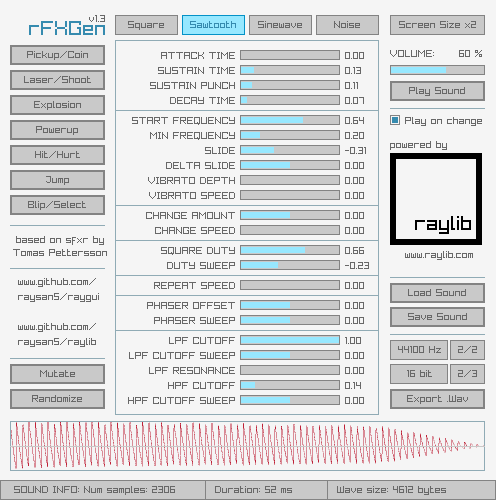 rFXGen v1.3
Square Sawtooth Sinewave Noise
Screen Size x2
Pickup/Coin
Laser/Shoot
Explosion
Powerup
Hit/Hurt
Jump
Blip/Select
based on sfxr by
Tomas Pettersson
www.github.com/
raysan5/raygui
www.github.com/
raysan5/raylib
Mutate
Randomize
ATTACK TIME 0.00
SUSTAIN TIME 0.13
SUSTAIN PUNCH 0.11
DECAY TIME 0.07
START FREQUENCY 0.64
MIN FREQUENCY 0.20
SLIDE -0.31
DELTA SLIDE 0.00
VIBRATO DEPTH 0.00
VIBRATO SPEED 0.00
CHANGE AMOUNT 0.00
CHANGE SPEED 0.00
SQUARE DUTY 0.66
DUTY SWEEP -0.23
REPEAT SPEED 0.00
PHASER OFFSET 0.00
PHASER SWEEP 0.00
LPF CUTOFF 1.00
LPF CUTOFF SWEEP 0.00
LPF RESONANCE 0.00
HPF CUTOFF 0.14
HPF CUTOFF SWEEP 0.00
VOLUME: 60 %
Play Sound
Play on change
powered by
raylib
www.raylib.com
Load Sound
Save Sound
44100 Hz 2/2
16 bit 2/3
Export .Wav
SOUND INFO: Num samples: 2306 Duration: 52 ms Wave size: 4612 bytes